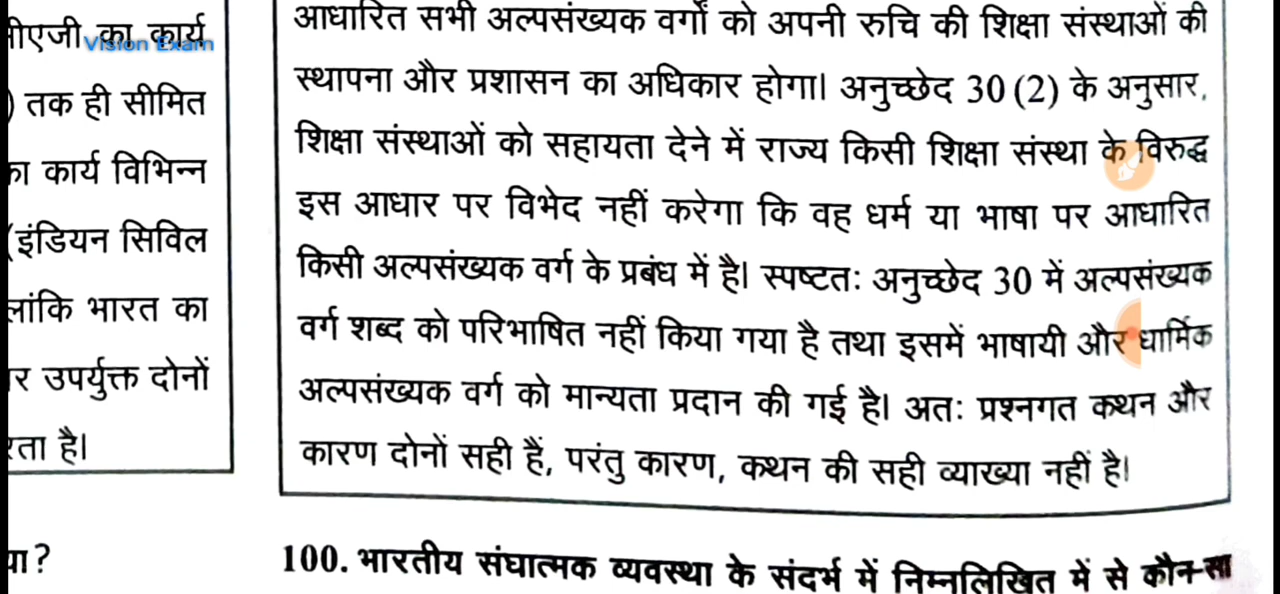 का कार्य
Vision Exam
तक ही सीमित
कार्य विभिन्न
(इंडियन सिविल
भारत का
उपर्युक्त दोनों
है।
आधारित सभी अल्पसंख्यक वर्गों को अपनी रुचि की शिक्षा संस्थाओं की
स्थापना और प्रशासन का अधिकार होगा। अनुच्छेद 30 (2) के अनुसार,
शिक्षा संस्थाओं को सहायता देने में राज्य किसी शिक्षा संस्था के विरुद्ध
इस आधार पर विभेद नहीं करेगा कि वह धर्म या भाषा पर आधारित
किसी अल्पसंख्यक वर्ग के प्रबंध में है। स्पष्टतः अनुच्छेद 30 में अल्पसंख्यक
वर्ग शब्द को परिभाषित नहीं किया गया है तथा इसमें भाषायी और धार्मिक
अल्पसंख्यक वर्ग को मान्यता प्रदान की गई है। अतः प्रश्नगत कथन और
कारण दोनों सही हैं, परंतु कारण, कथन की सही व्याख्या नहीं है।
100. भारतीय संघात्मक व्यवस्था के संदर्भ में निम्नलिखित में से कौन-सा